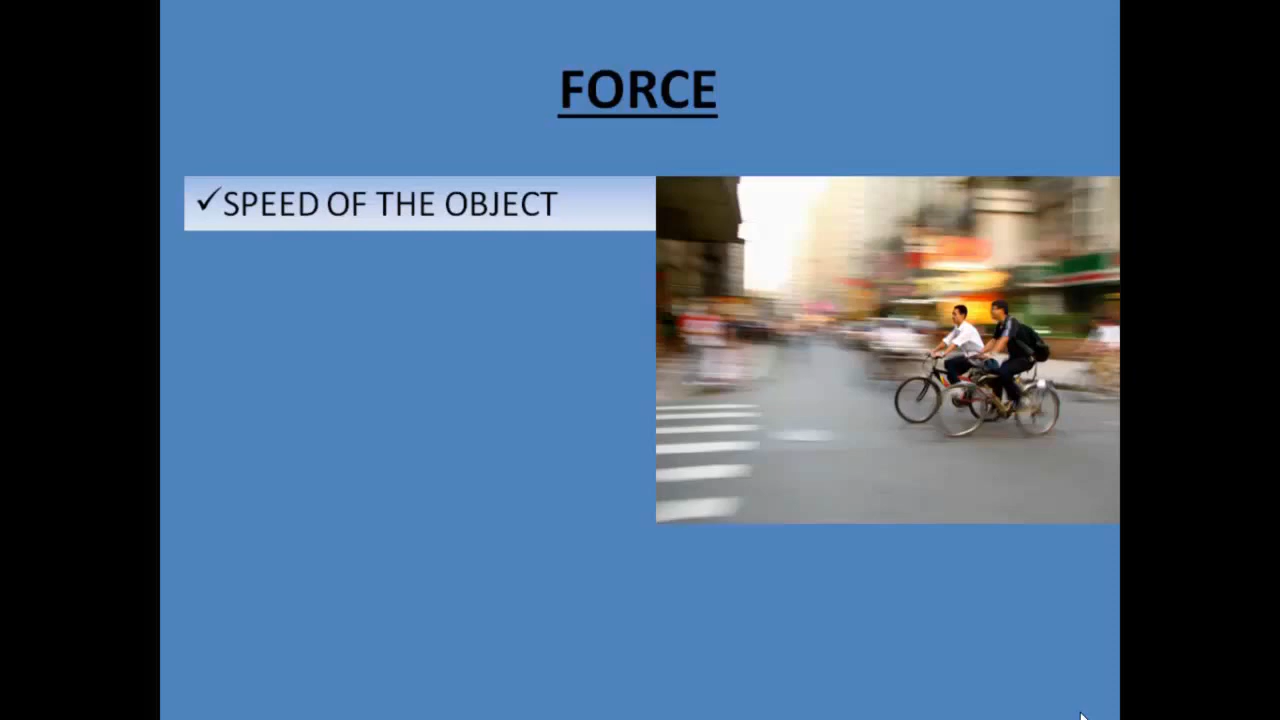 FORCE
✓SPEED OF THE OBJECT